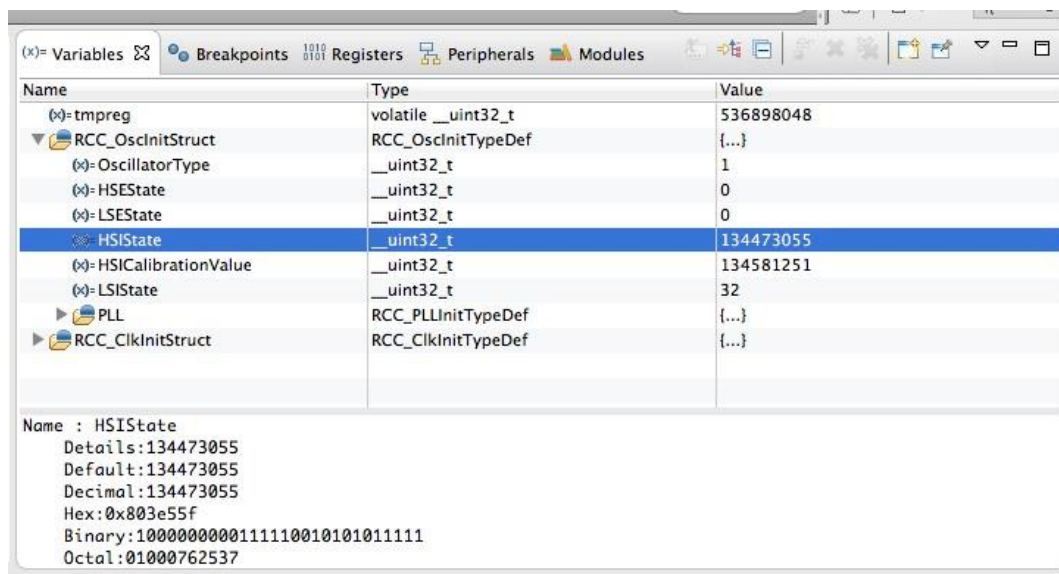 (x)= Variables Breakpoints 1010 0101 Registers Peripherals Modules
Name Type Value
(x)= tmpreg volatile __uint32_t 536898048
RCC_OscInitStruct RCC_OscInitTypeDef {...}
(x)= OscillatorType __uint32_t 1
(x)= HSEState __uint32_t 0
(x)= LSEState __uint32_t 0
(x)= HSIState __uint32_t 134473055
(x)= HSICalibrationValue __uint32_t 134581251
(x)= LSIState __uint32_t 32
PLL RCC_PLLInitTypeDef {...}
RCC_ClkInitStruct RCC_ClkInitTypeDef {...}
Name : HSIState
Details:134473055
Default:134473055
Decimal:134473055
Hex:0x803e55f
Binary:1000000000111110010101011111
Octal:01000762537